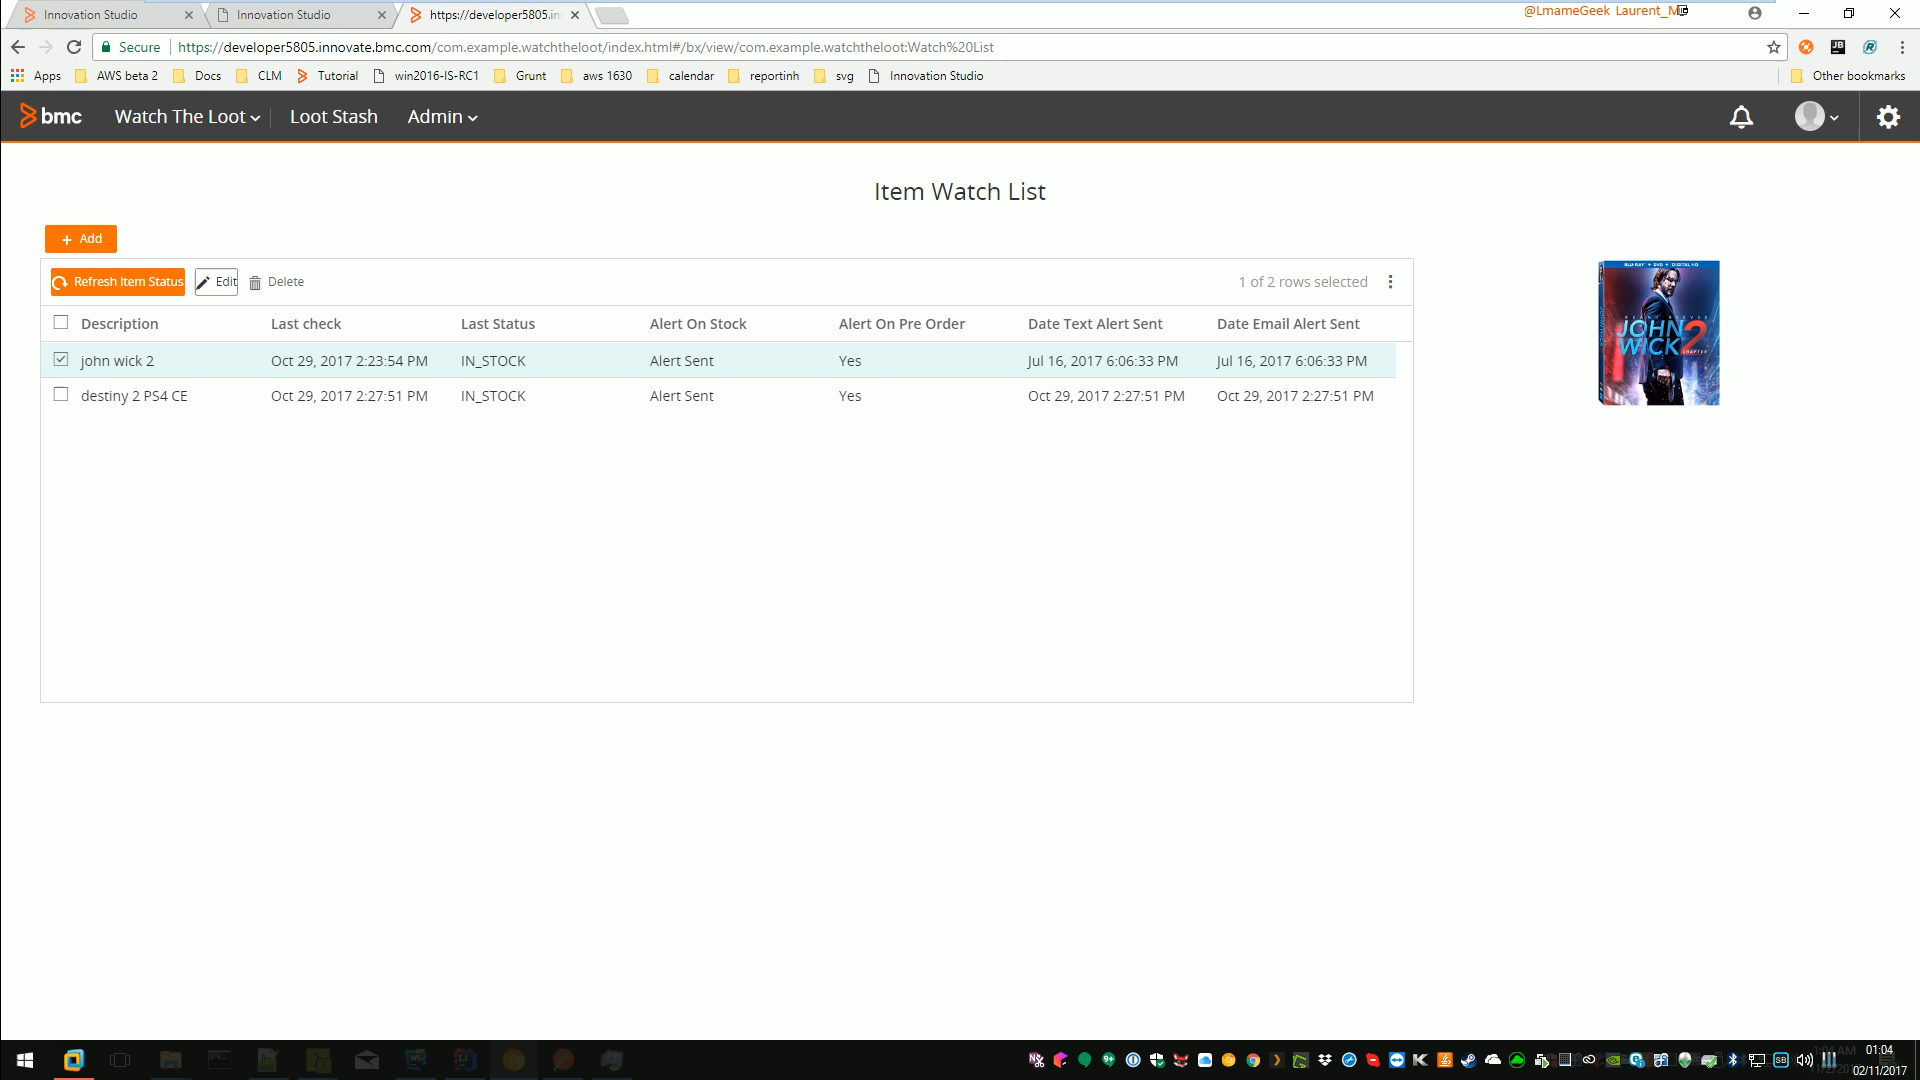 Innovation Studio
Innovation Studio
https://developer5805.in
@LmameGeek Laurent_M
Secure
https://developer5805.innovate.bmc.com/com.example.watchtheloot/index.html#/bx/view/com.example.watchtheloot:Watch%20List
Apps
AWS beta 2
Docs
CLM
Tutorial
win2016-IS-RC1
Grunt
aws 1630
calendar
reportinh
svg
Innovation Studio
Other bookmarks
bmc
Watch The Loot
Loot Stash
Admin
Item Watch List
+ Add
Refresh Item Status
Edit
Delete
1 of 2 rows selected
Description Last check Last Status Alert On Stock Alert On Pre Order Date Text Alert Sent Date Email Alert Sent
john wick 2 Oct 29, 2017 2:23:54 PM IN_STOCK Alert Sent Yes Jul 16, 2017 6:06:33 PM Jul 16, 2017 6:06:33 PM
destiny 2 PS4 CE Oct 29, 2017 2:27:51 PM IN_STOCK Alert Sent Yes Oct 29, 2017 2:27:51 PM Oct 29, 2017 2:27:51 PM
BLU-RAY + DVD + DIGITAL HD
KEANU REEVES
JOHN
WICK 2
CHAPTER
01:04
02/11/2017